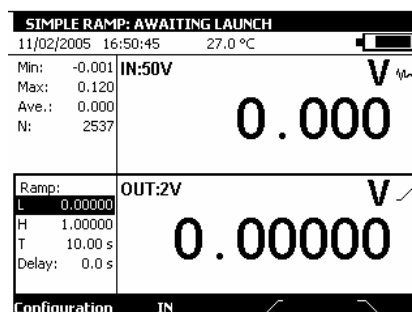 SIMPLE RAMP: AWAITING LAUNCH
11/02/2005 16:50:45 27.0 °C
Min: -0.001 IN:50V V
Max: 0.120
Ave.: 0.000
N: 2537
0.000
Ramp: OUT:2V V
L 0.00000
H 1.00000
T 10.00 s
Delay: 0.0 s
0.00000
Configuration IN